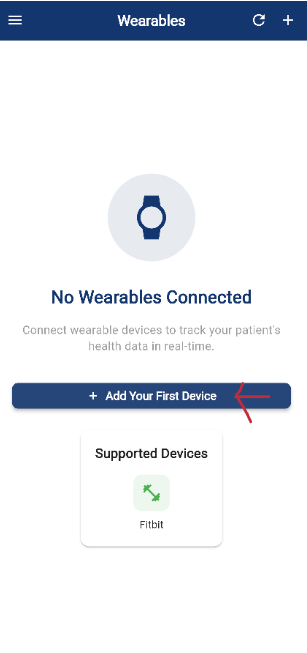 Wearables
No Wearables Connected
Connect wearable devices to track your patient's
health data in real-time.
+ Add Your First Device
Supported Devices
Fitbit